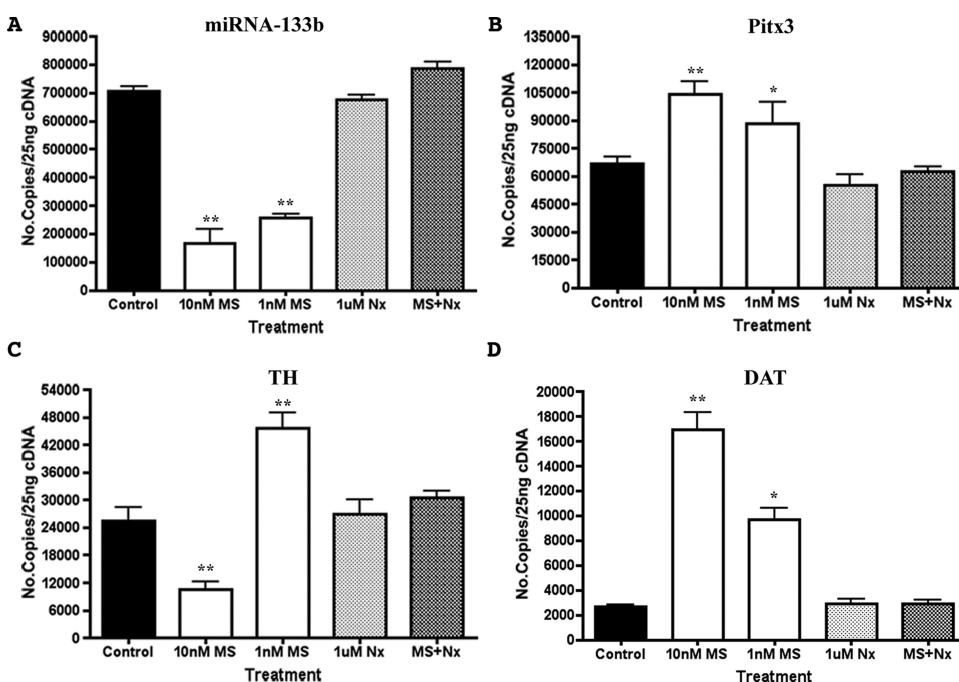 A
miRNA-133b
No.Copies/25ng cDNA
900000
800000
700000
600000
500000
400000
300000
200000
100000
0
**
**
Control 10nM MS 1nM MS 1uM Nx MS+Nx
Treatment
B
Pitx3
No.Copies/25ng cDNA
135000
120000
105000
90000
75000
60000
45000
30000
15000
0
**
*
Control 10nM MS 1nM MS 1uM Nx MS+Nx
Treatment
C
TH
No.Copies/25ng cDNA
54000
48000
42000
36000
30000
24000
18000
12000
6000
0
**
**
Control 10nM MS 1nM MS 1uM Nx MS+Nx
Treatment
D
DAT
No.Copies/25ng cDNA
20000
18000
16000
14000
12000
10000
8000
6000
4000
2000
0
**
*
Control 10nM MS 1nM MS 1uM Nx MS+Nx
Treatment